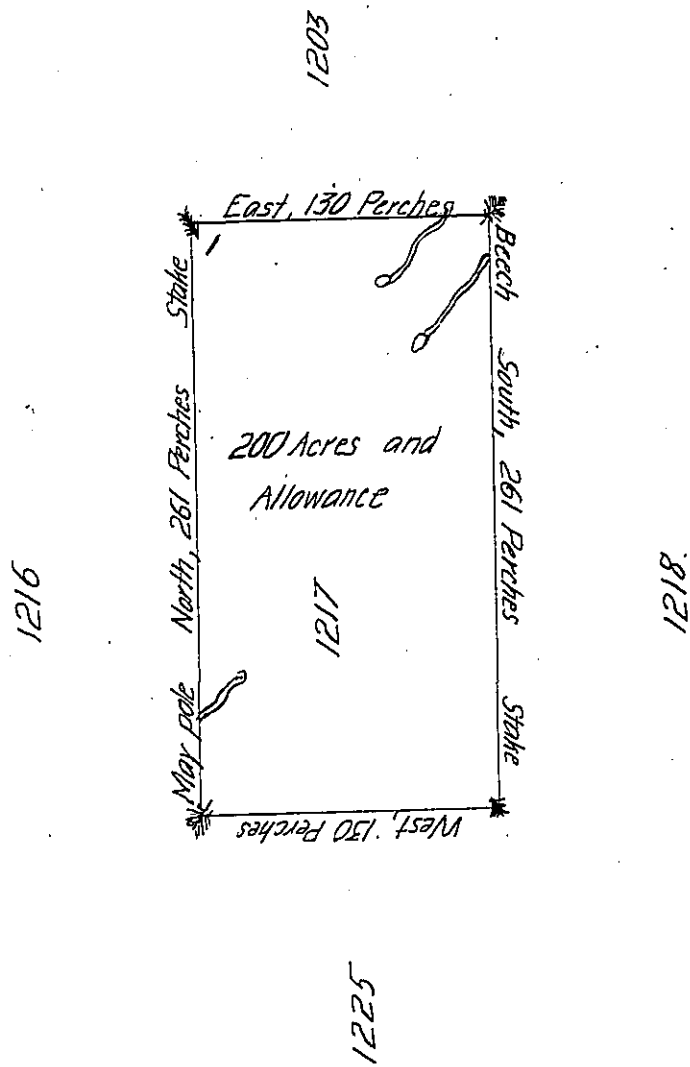 1203
East, 130 Perches
Stake
Beech
North, 261 Perches
South, 261 Perches
200 Acres and
Allowance
1216
1217
1218
May pole
Stake
West, 130 Perches
1225